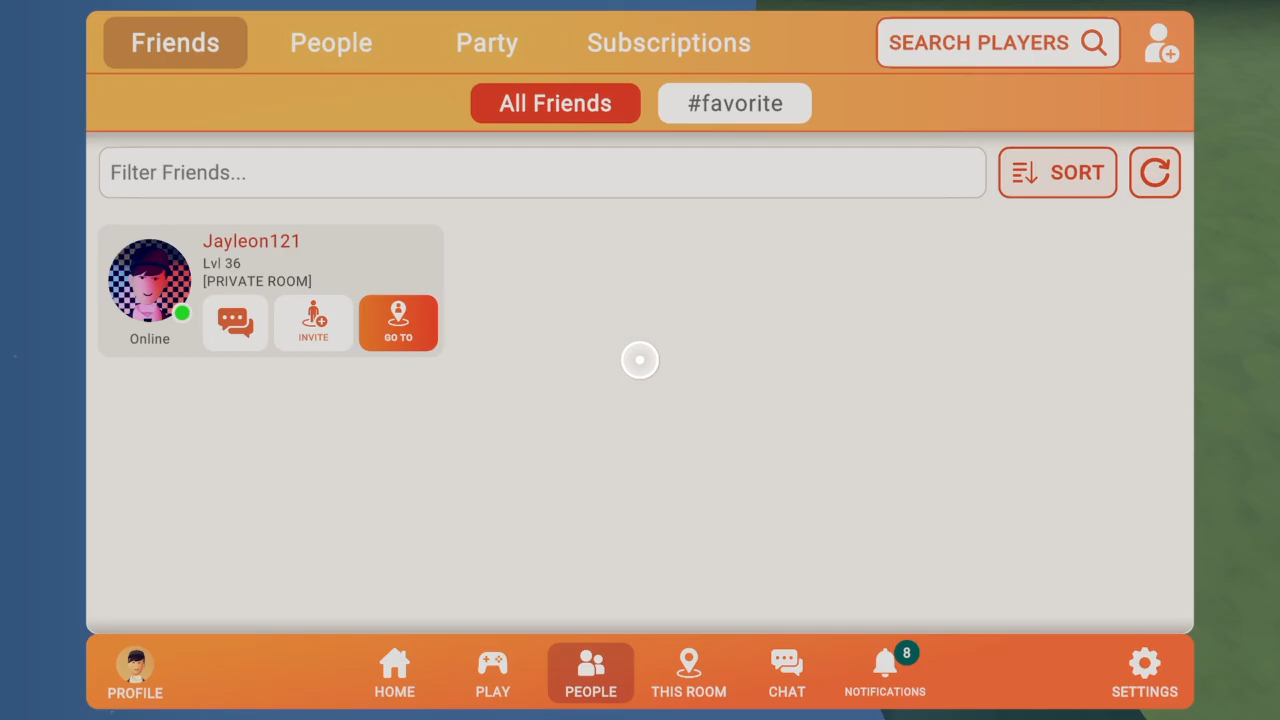 Friends
People
Party
Subscriptions
SEARCH PLAYERS
All Friends
#favorite
Filter Friends...
SORT
Jayleon121
Lvl 36
[PRIVATE ROOM]
Online
INVITE
GO TO
PROFILE
HOME
PLAY
PEOPLE
THIS ROOM
CHAT
8
NOTIFICATIONS
SETTINGS